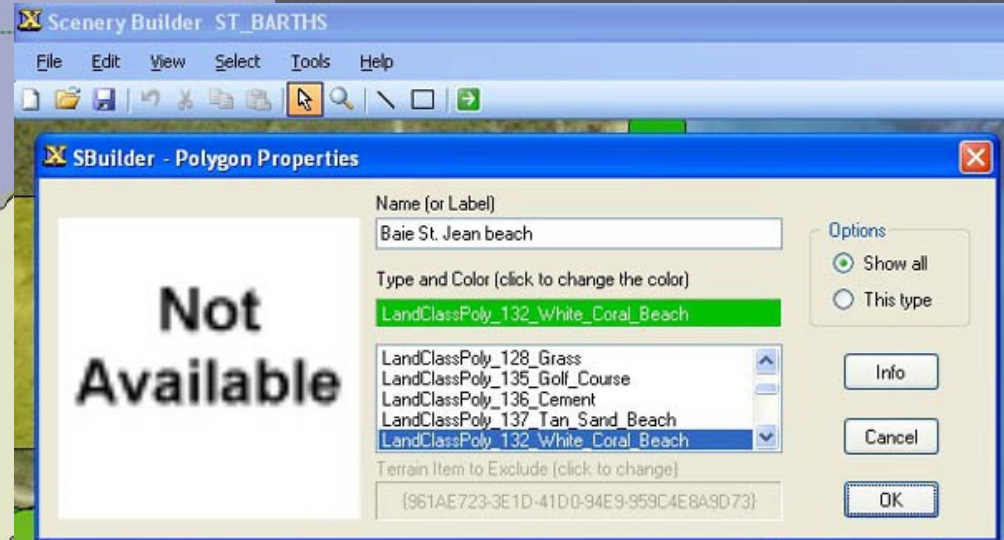 Scenery Builder ST_BARTHS
File Edit View Select Tools Help
SBuilder - Polygon Properties
Not
Available
Name (or Label)
Baie St. Jean beach
Type and Color (click to change the color)
LandClassPoly_132_White_Coral_Beach
LandClassPoly_128_Grass
LandClassPoly_135_Golf_Course
LandClassPoly_136_Cement
LandClassPoly_137_Tan_Sand_Beach
LandClassPoly_132_White_Coral_Beach
Terrain Item to Exclude (click to change)
{961AE723-3E1D-41D0-94E9-959C4E8A9D73}
Options
Show all
This type
Info
Cancel
OK